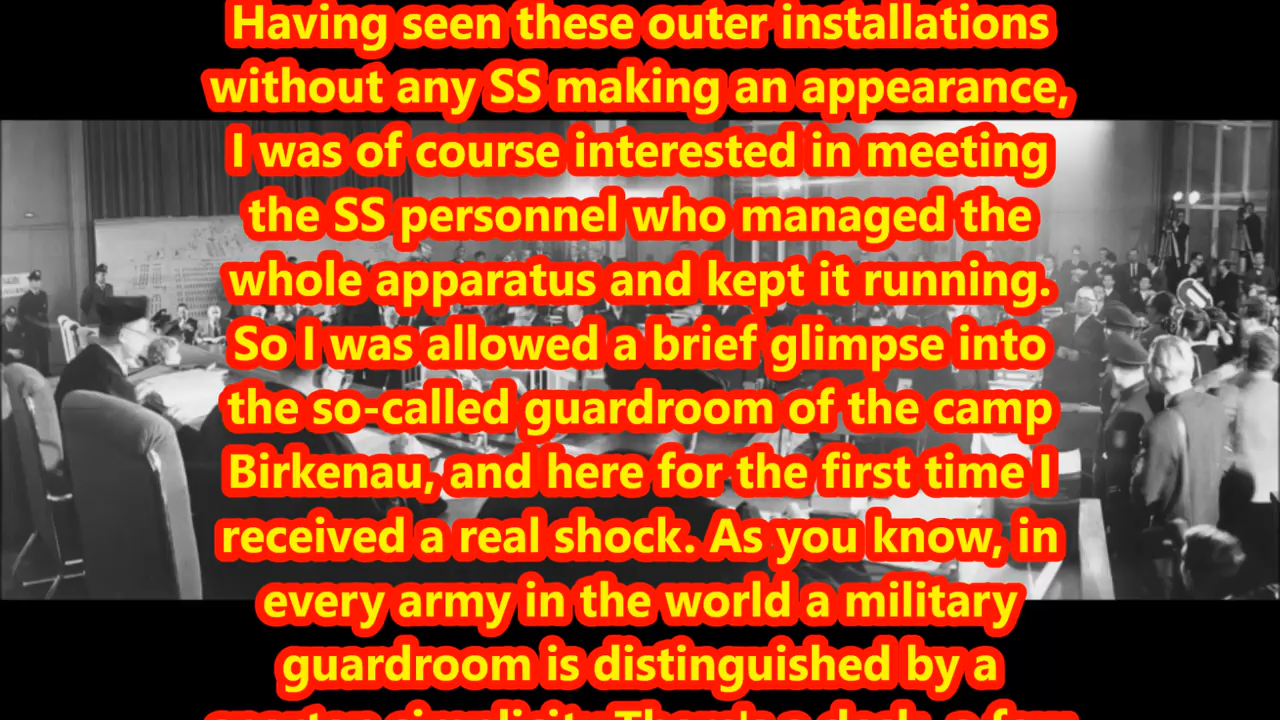 Having seen these outer installations
without any SS making an appearance,
I was of course interested in meeting
the SS personnel who managed the
whole apparatus and kept it running.
So I was allowed a brief glimpse into
the so-called guardroom of the camp
Birkenau, and here for the first time I
received a real shock. As you know, in
every army in the world a military
guardroom is distinguished by a